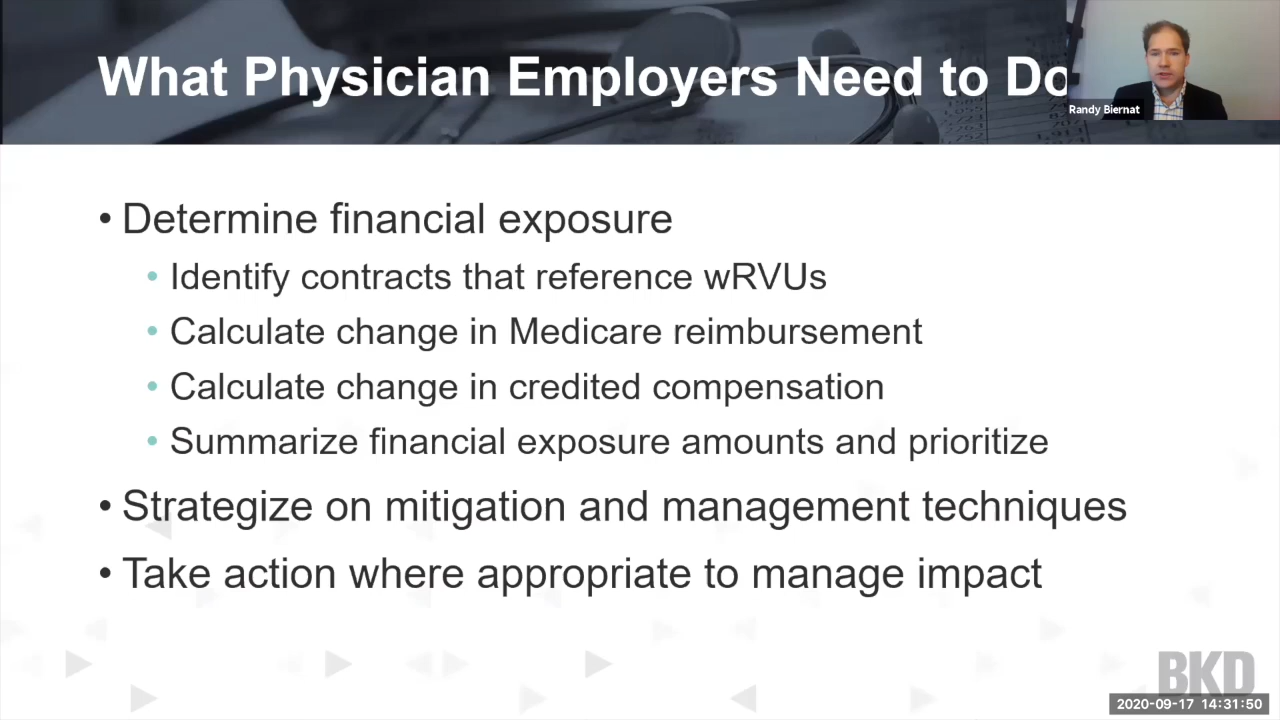 What Physician Employers Need to Do
Randy Biernat
• Determine financial exposure
• Identify contracts that reference wRVUs
• Calculate change in Medicare reimbursement
• Calculate change in credited compensation
• Summarize financial exposure amounts and prioritize
• Strategize on mitigation and management techniques
• Take action where appropriate to manage impact
BKD
2020-09-17 14:31:50